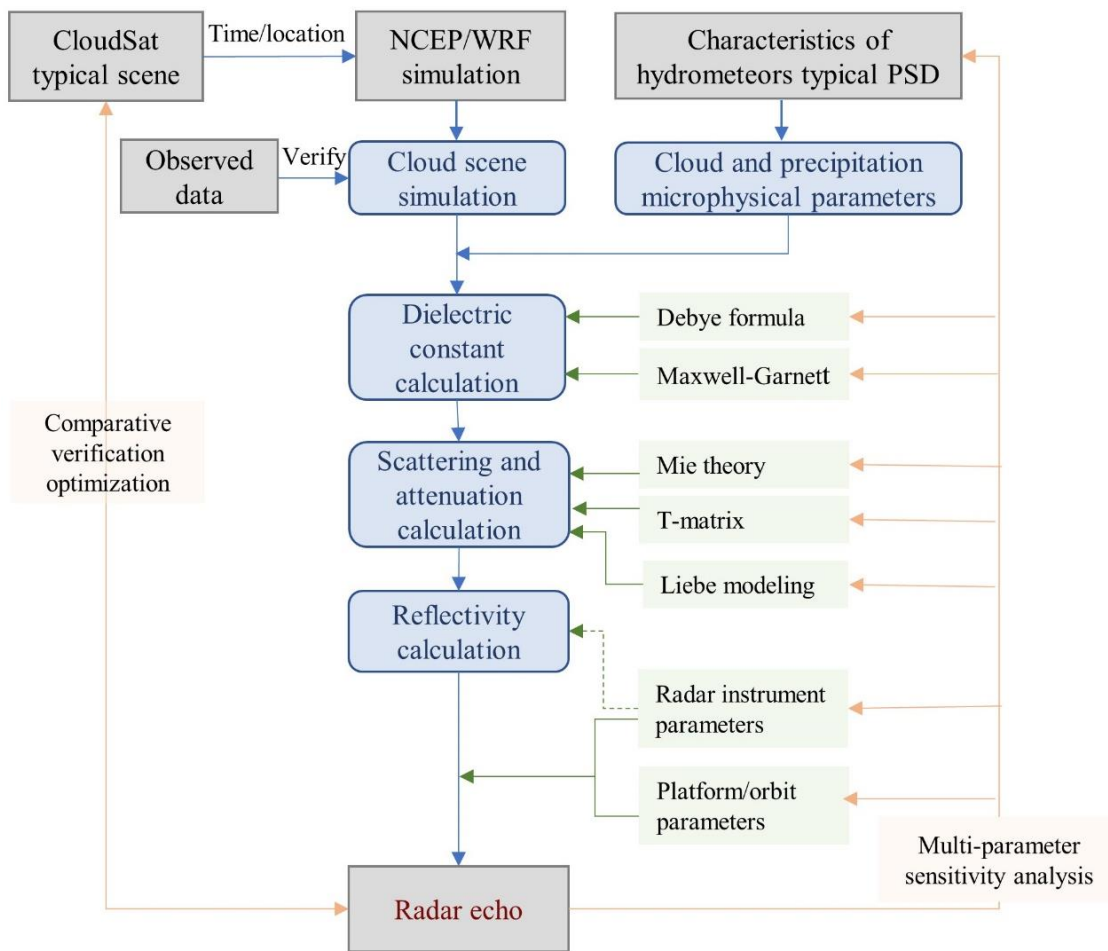 CloudSat
typical scene
Time/location
NCEP/WRF
simulation
Characteristics of
hydrometeors typical PSD
Observed
data
Verify
Cloud scene
simulation
Cloud and precipitation
microphysical parameters
Dielectric
constant
calculation
Debye formula
Maxwell-Garnett
Comparative
verification
optimization
Scattering and
attenuation
calculation
Mie theory
T-matrix
Liebe modeling
Reflectivity
calculation
Radar instrument
parameters
Platform/orbit
parameters
Multi-parameter
sensitivity analysis
Radar echo